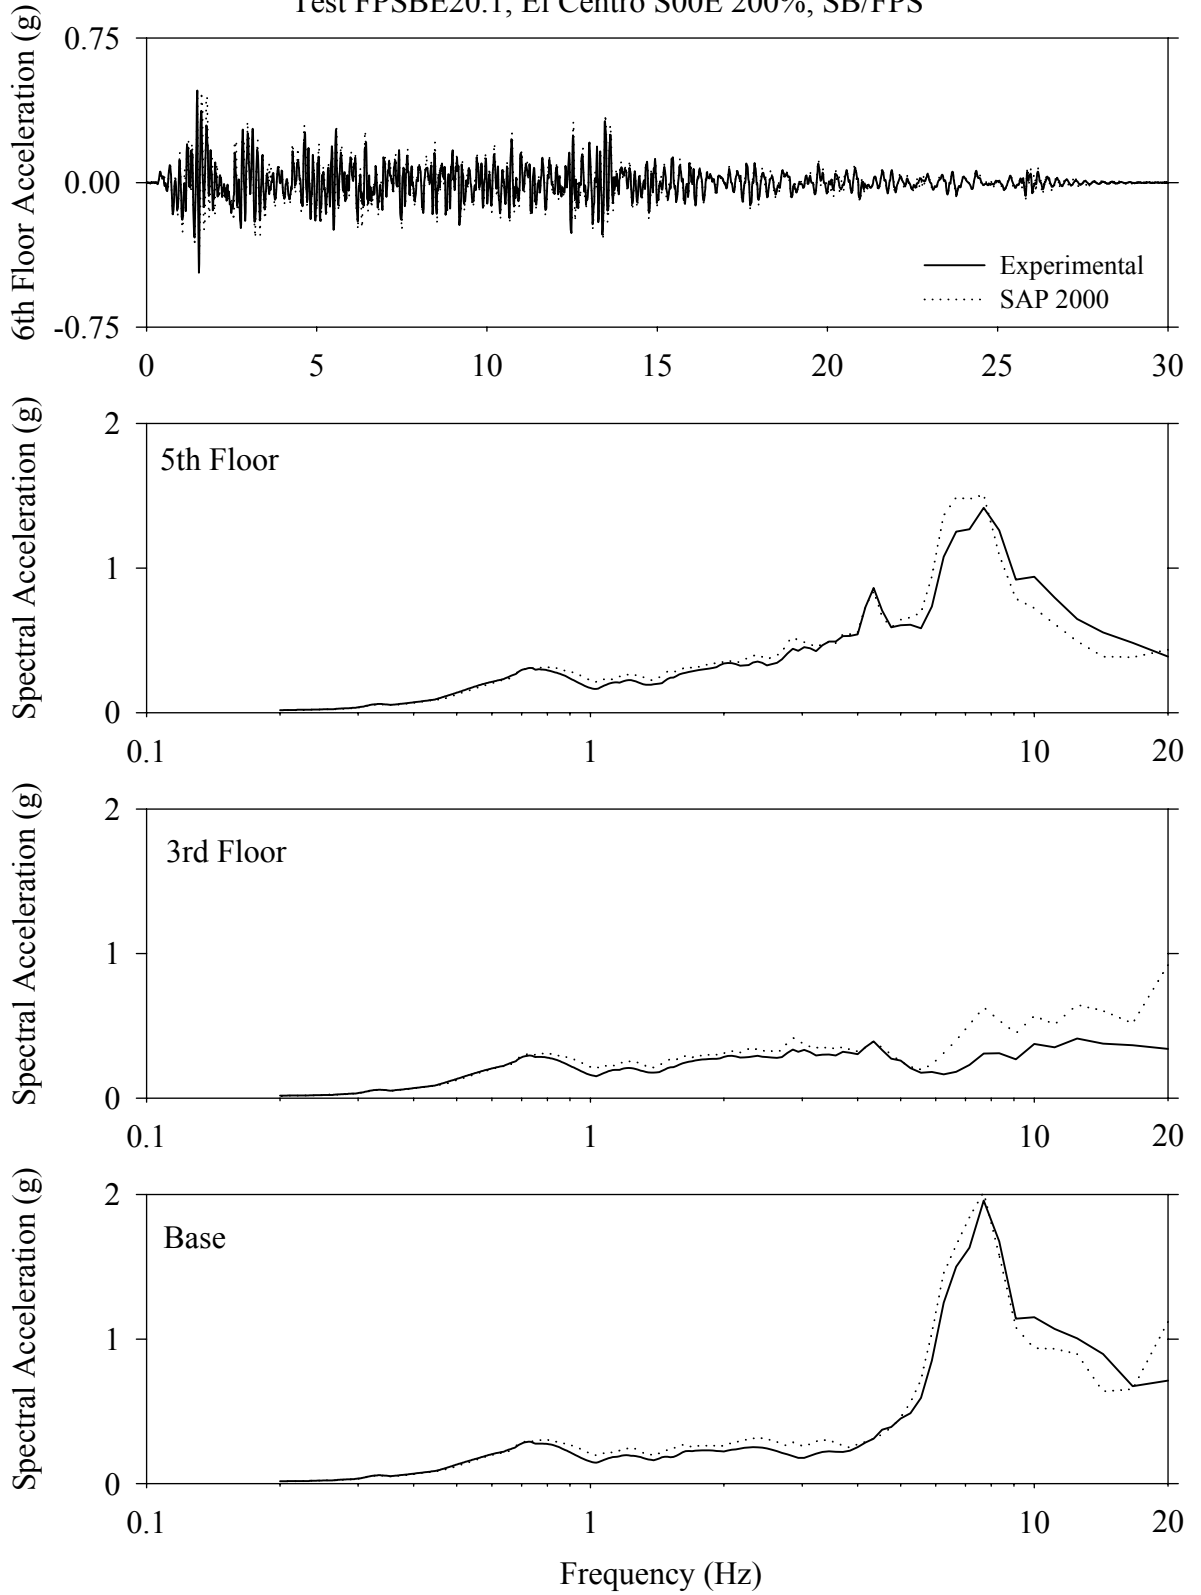 Test FPSBE20.1, El Centro S00E 200%, SB/FPS
6th Floor Acceleration (g)
0.75
0.00
-0.75
Experimental
SAP 2000
0 5 10 15 20 25 30
Spectral Acceleration (g)
2
1
0
5th Floor
0.1 1 10 20
Spectral Acceleration (g)
2
1
0
3rd Floor
0.1 1 10 20
Spectral Acceleration (g)
2
1
0
Base
0.1 1 10 20
Frequency (Hz)